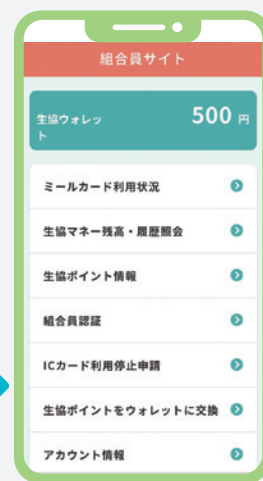 組合員サイト
生協ウォレッ
ト
500 円
ミールカード利用状況
生協マネー残高・履歴照会
生協ポイント情報
組合員認証
ICカード利用停止申請
生協ポイントをウォレットに交換
アカウント情報